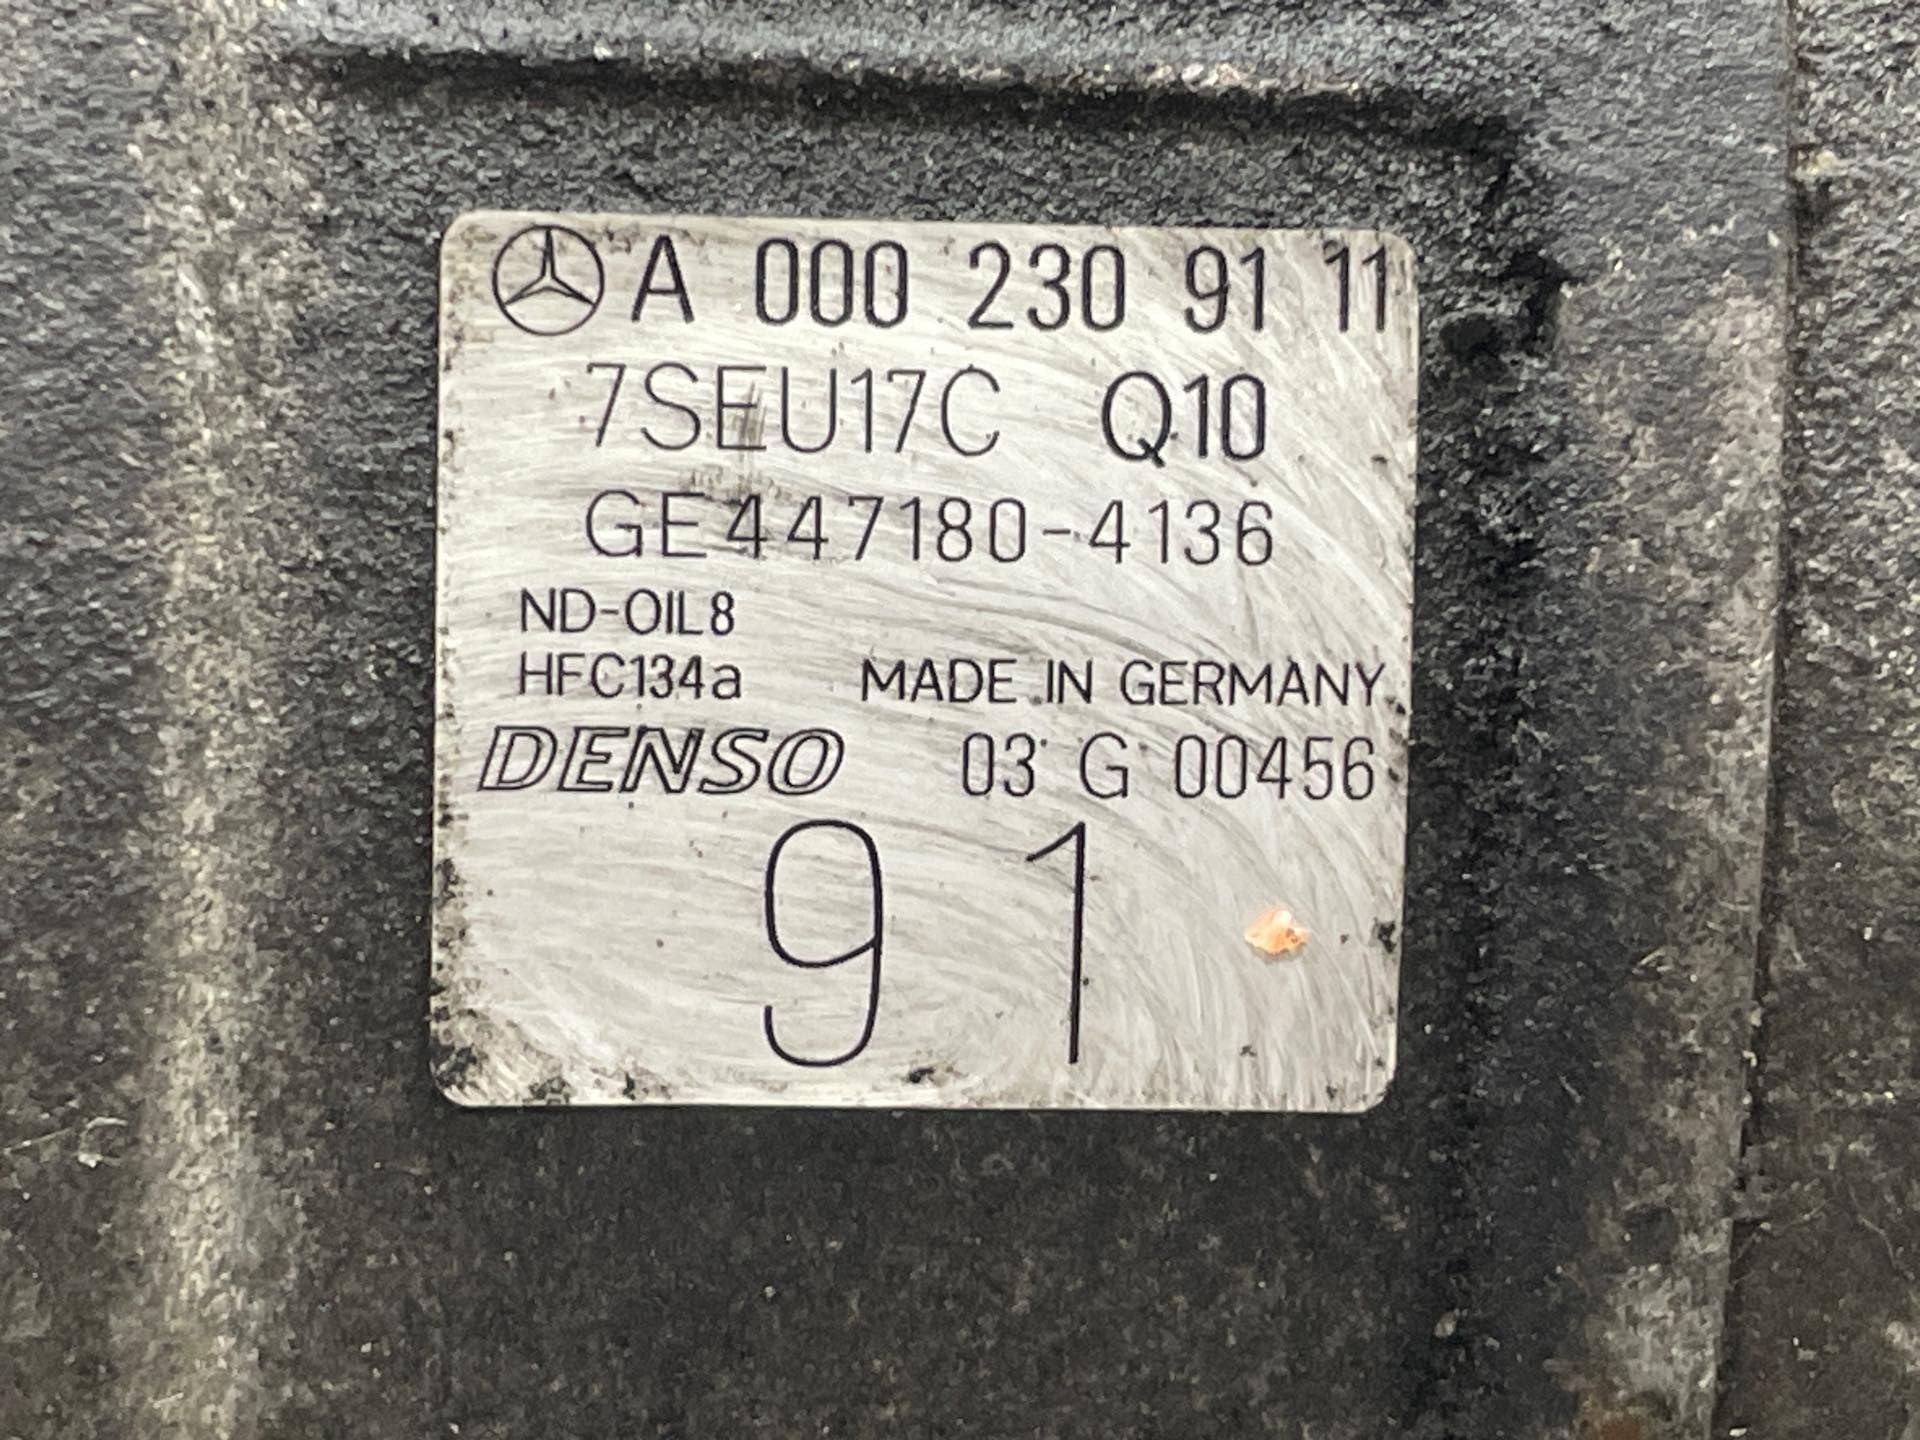 A 000 230 91 11
7SEU17C Q10
GE447180-4136
ND-OIL8
HFC134a MADE IN GERMANY
DENSO 03 G 00456
91